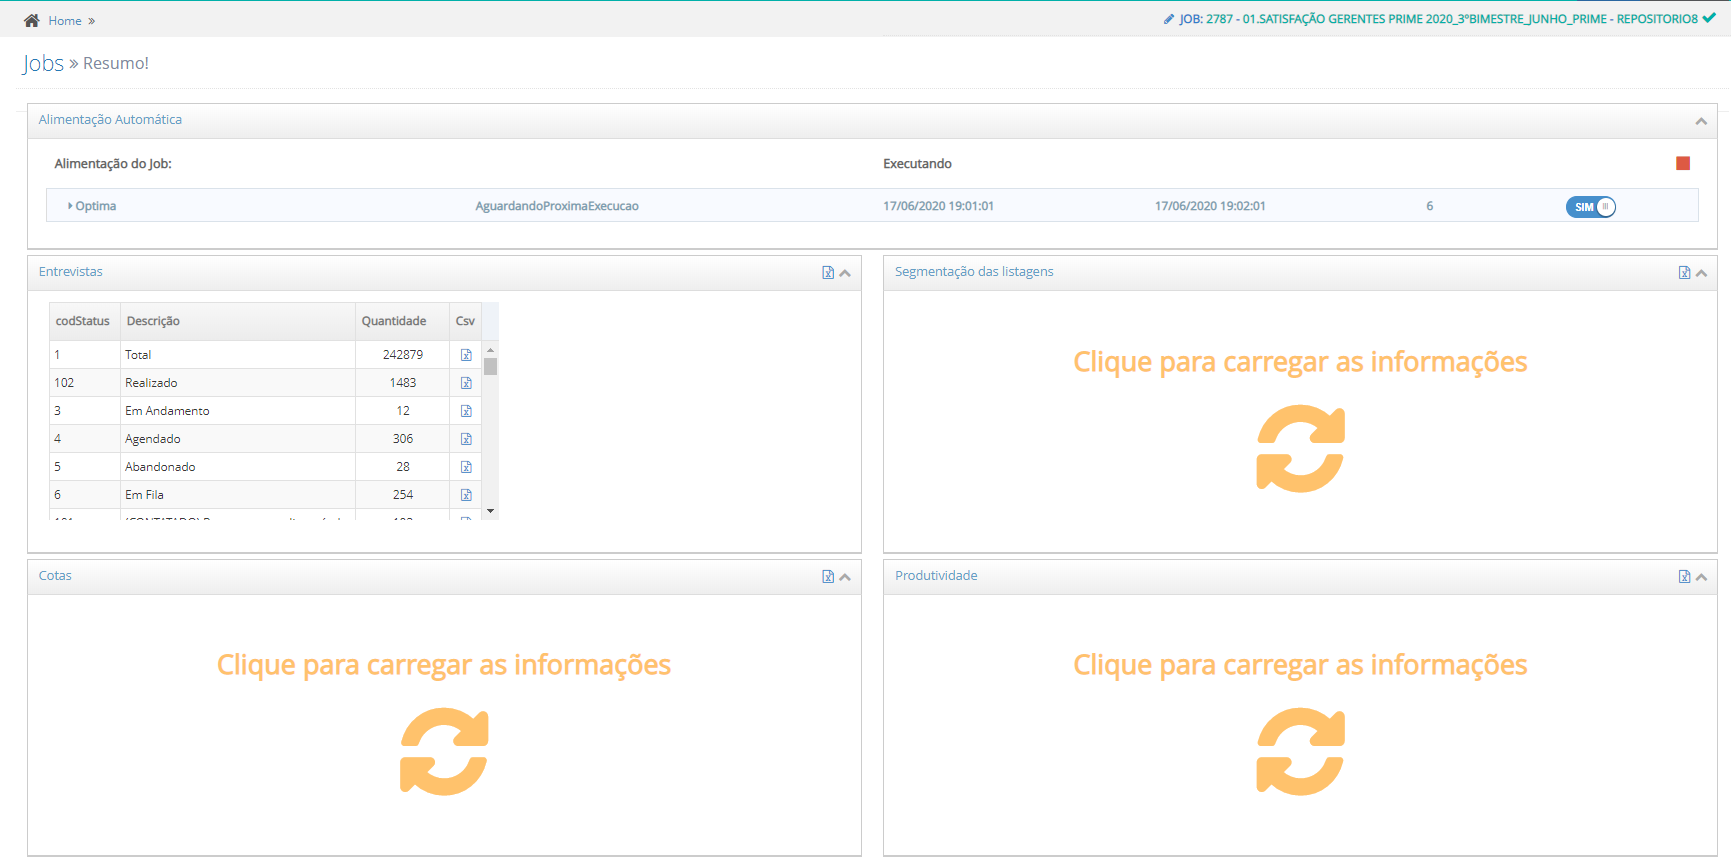 Home »
JOB: 2787 - 01.SATISFAÇÃO GERENTES PRIME 2020_3ºBIMESTRE_JUNHO_PRIME - REPOSITORIO8
Jobs » Resumo!
Alimentação Automática
Alimentação do Job: Executando
Optima AguardandoProximaExecucao 17/06/2020 19:01:01 17/06/2020 19:02:01 6 SIM
Entrevistas
codStatus Descrição Quantidade Csv
1 Total 242879
102 Realizado 1483
3 Em Andamento 12
4 Agendado 306
5 Abandonado 28
6 Em Fila 254
Segmentação das listagens
Clique para carregar as informações
Cotas
Clique para carregar as informações
Produtividade
Clique para carregar as informações